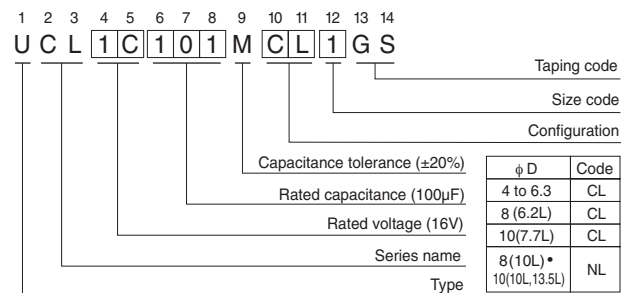 1 2 3 4 5 6 7 8 9 10 11 12 13 14
U C L 1 C 1 0 1 M C L 1 G S
Taping code
Size code
Configuration
Capacitance tolerance (±20%)
Rated capacitance (100µF)
Rated voltage (16V)
Series name
Type
φ D Code
4 to 6.3 CL
8 (6.2L) CL
10(7.7L) CL
8(10L) •
10(10L,13.5L) NL